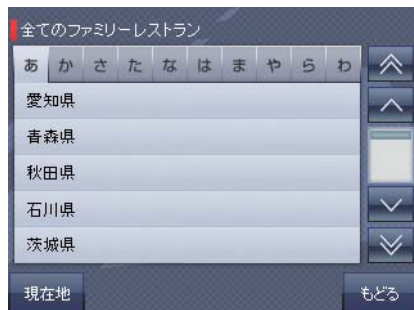 全てのファミリーレストラン
あ か さ た な は ま や ら わ
愛知県
青森県
秋田県
石川県
茨城県
現在地 もどる